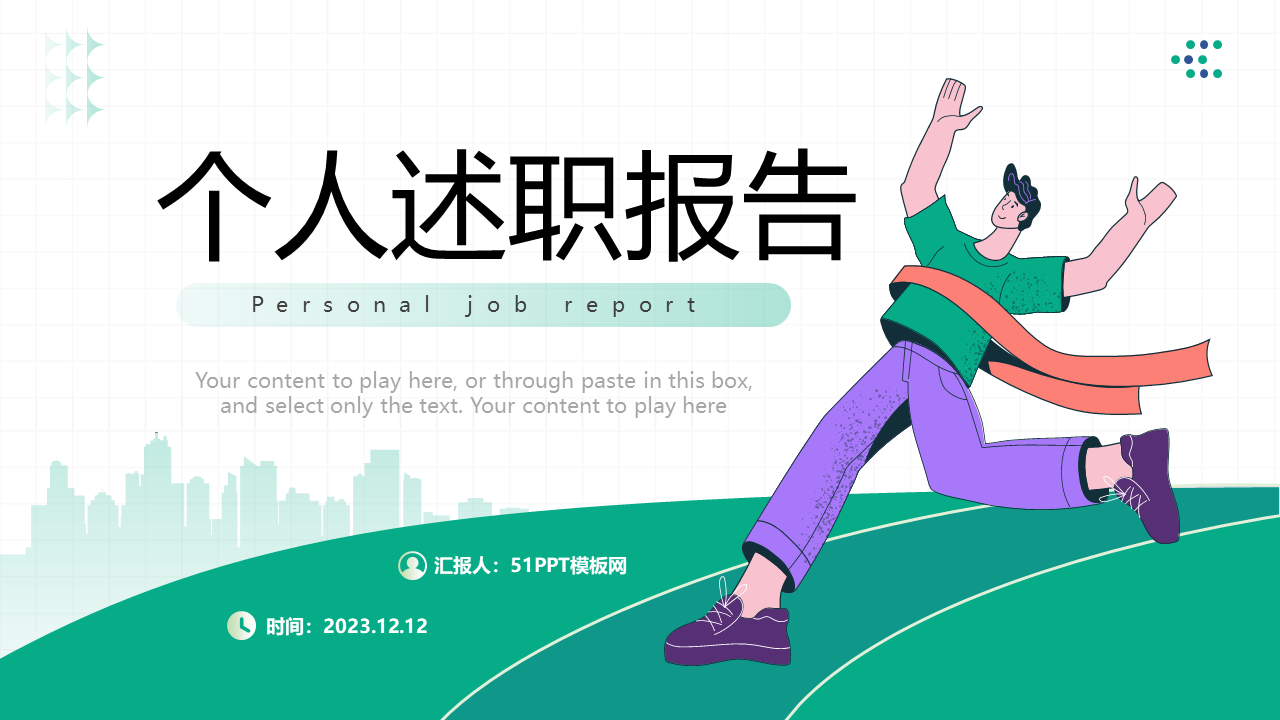 个人述职报告
Personal job report
Your content to play here, or through paste in this box,
and select only the text. Your content to play here
汇报人：51PPT模板网
时间：2023.12.12